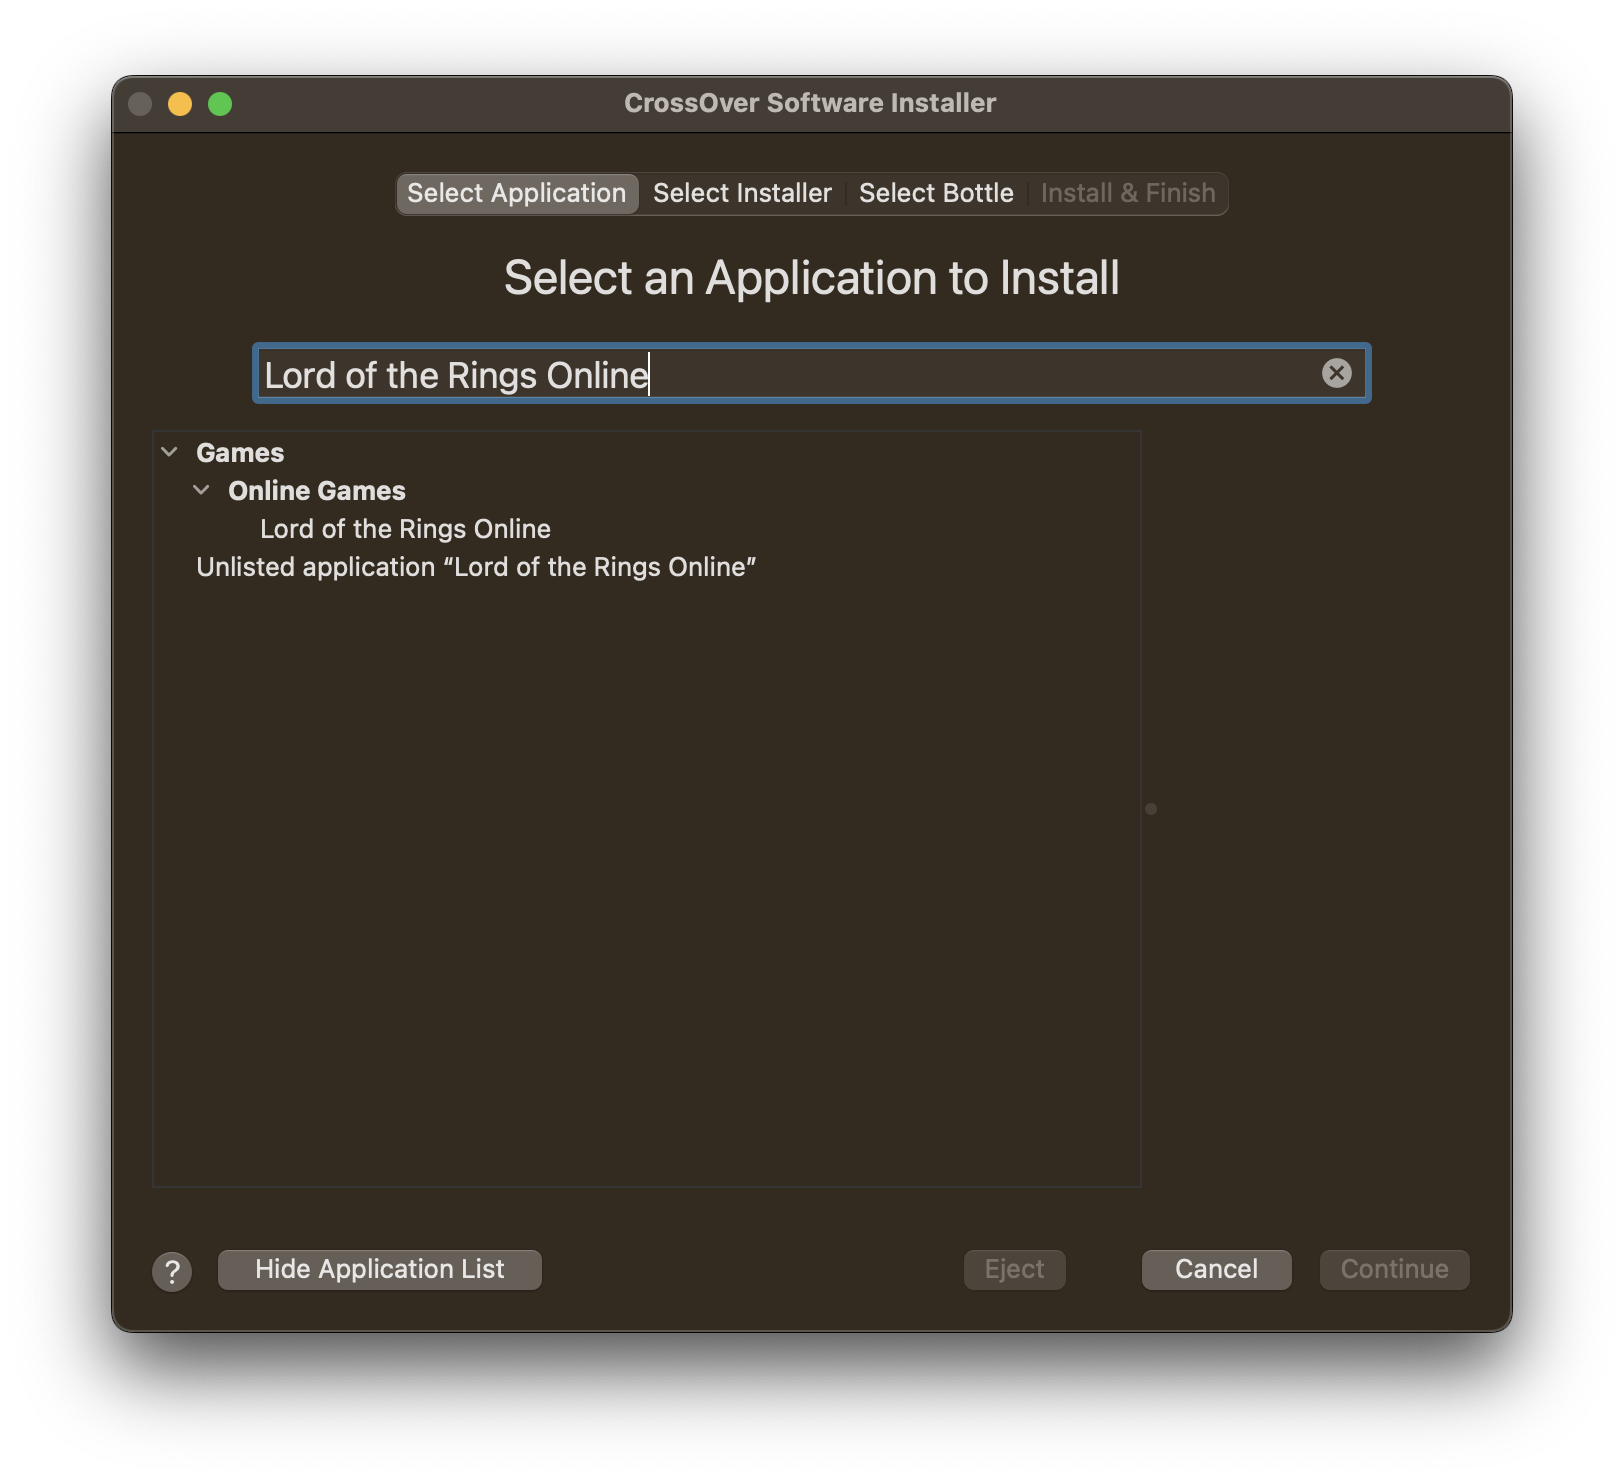 CrossOver Software Installer
Select Application Select Installer Select Bottle Install & Finish
Select an Application to Install
Lord of the Rings Online
Games
Online Games
Lord of the Rings Online
Unlisted application “Lord of the Rings Online”
? Hide Application List Eject Cancel Continue